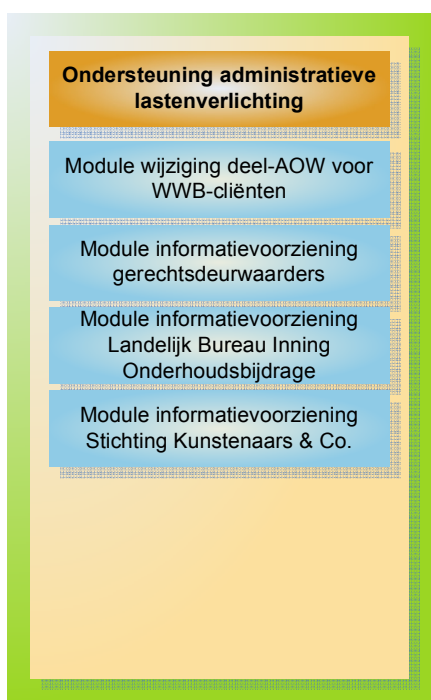 Ondersteuning administratieve
lastenverlichting
Module wijziging deel-AOW voor
WWB-cliënten
Module informatievoorziening
gerechtsdeurwaarders
Module informatievoorziening
Landelijk Bureau Inning
Onderhoudsbijdrage
Module informatievoorziening
Stichting Kunstenaars & Co.